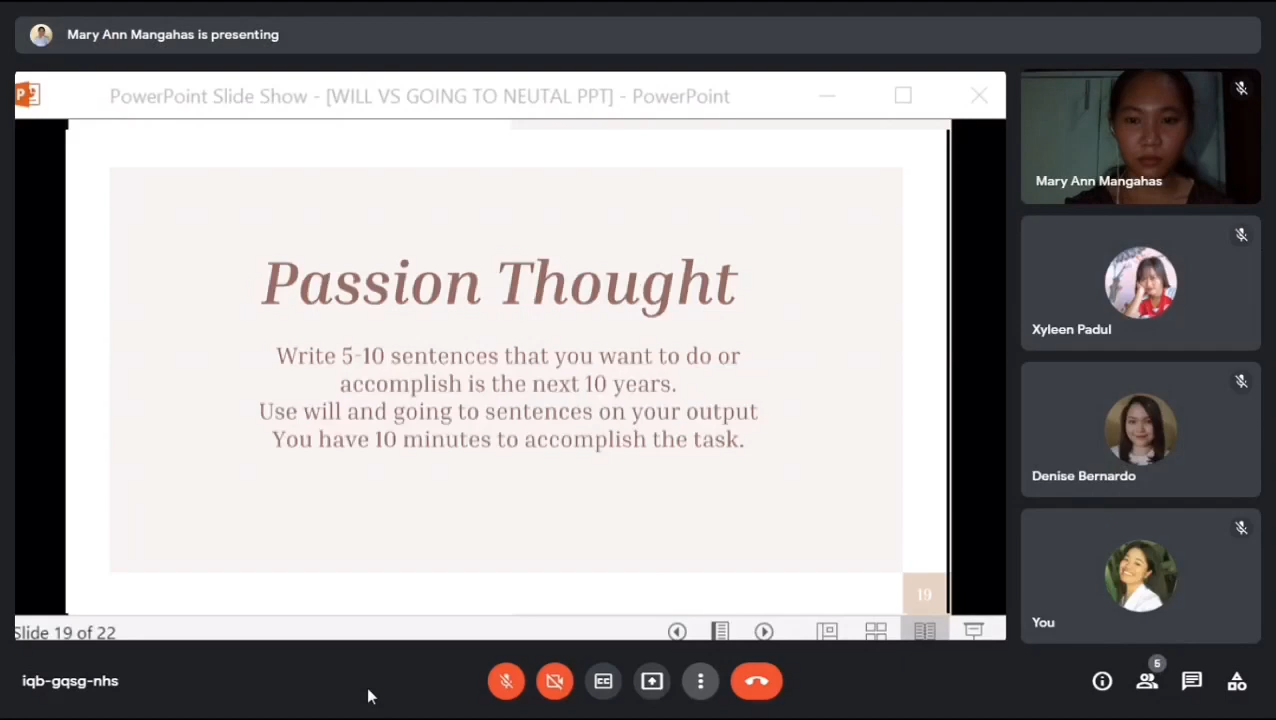 Mary Ann Mangahas is presenting
PowerPoint Slide Show - [WILL VS GOING TO NEUTAL PPT] - PowerPoint
Passion Thought
Write 5-10 sentences that you want to do or
accomplish is the next 10 years.
Use will and going to sentences on your output
You have 10 minutes to accomplish the task.
19
Slide 19 of 22
Mary Ann Mangahas
Xyleen Padul
Denise Bernardo
You
iqb-gqsg-nhs
CC
5